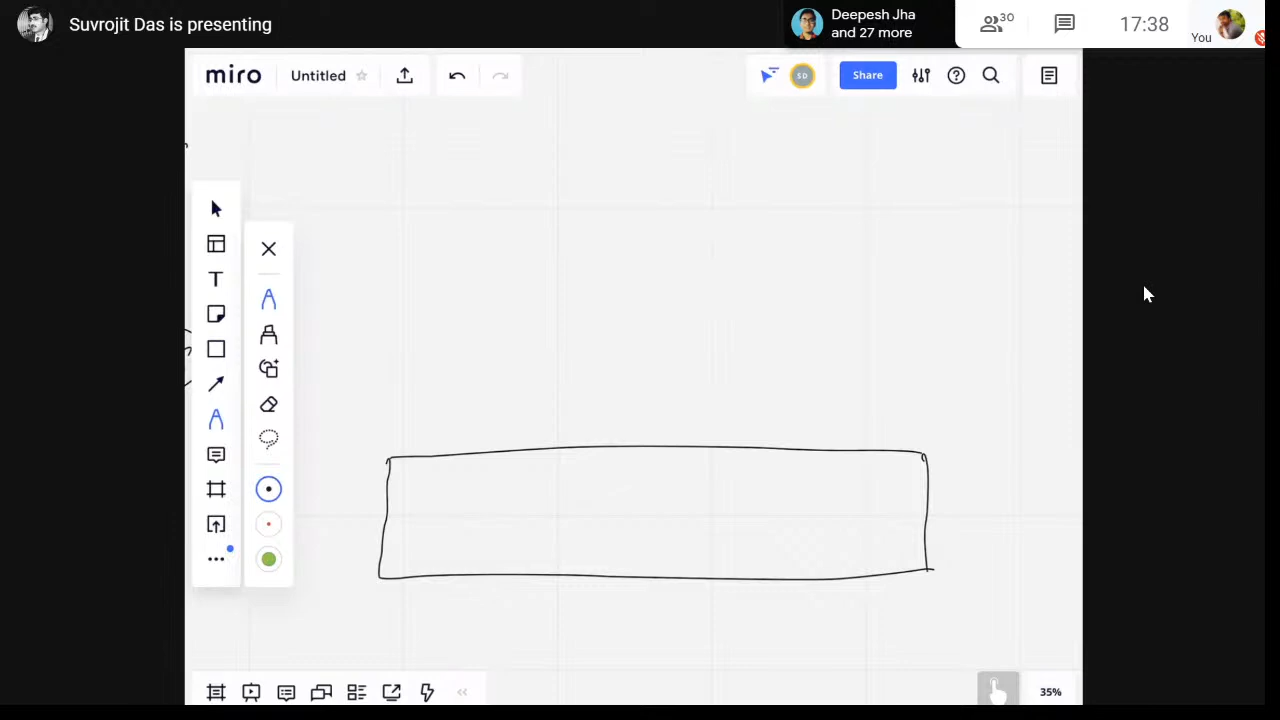 Suvrojit Das is presenting
Deepesh Jha
and 27 more
30
17:38
You
miro
Untitled
SD
Share
T
35%